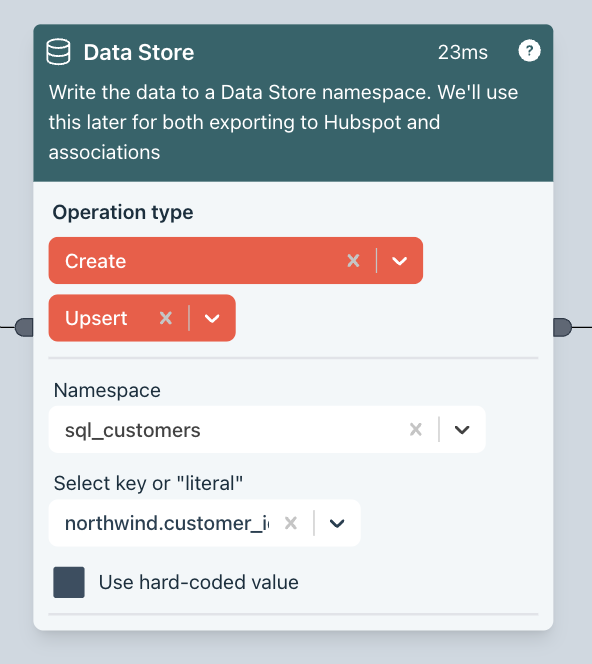 Data Store 23ms ?
Write the data to a Data Store namespace. We'll use
this later for both exporting to Hubspot and
associations
Operation type
Create
Upsert
Namespace
sql_customers
Select key or "literal"
northwind.customer_i
Use hard-coded value